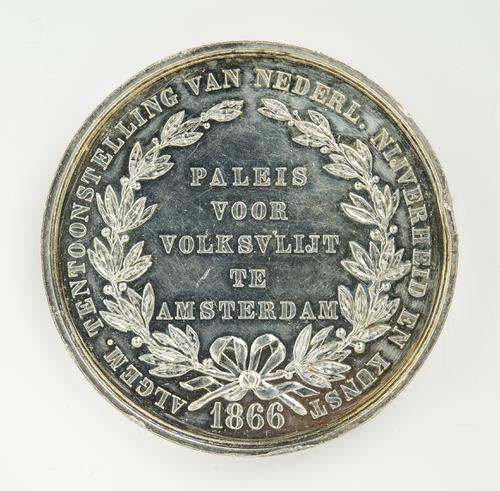 ALGEM. TENTOONSTELLING VAN NEDERL. NIJVERHEID EN KUNST
PALEIS
VOOR
VOLKSVLIJT
TE
AMSTERDAM
1866